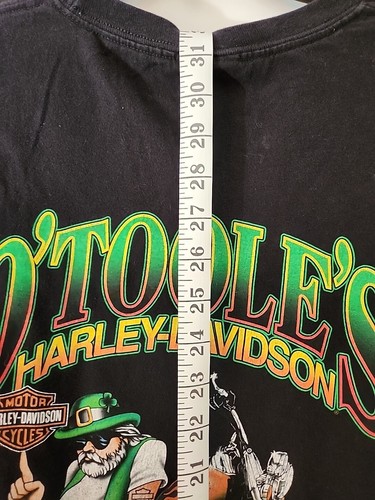 31
30
29
28
27
26
25
24
23
22
21
O'TOOLE'S
HARLEY-DAVIDSON
MOTOR
HARLEY-DAVIDSON
CYCLES